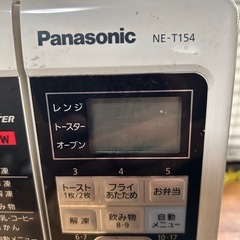 Panasonic NE-T154
レンジ
トースター
オーブン
3 4 5
トースト 1枚/2枚
フライ あたため
お弁当
解凍
飲み物 8·9
自動 メニュー
6·7 10-17